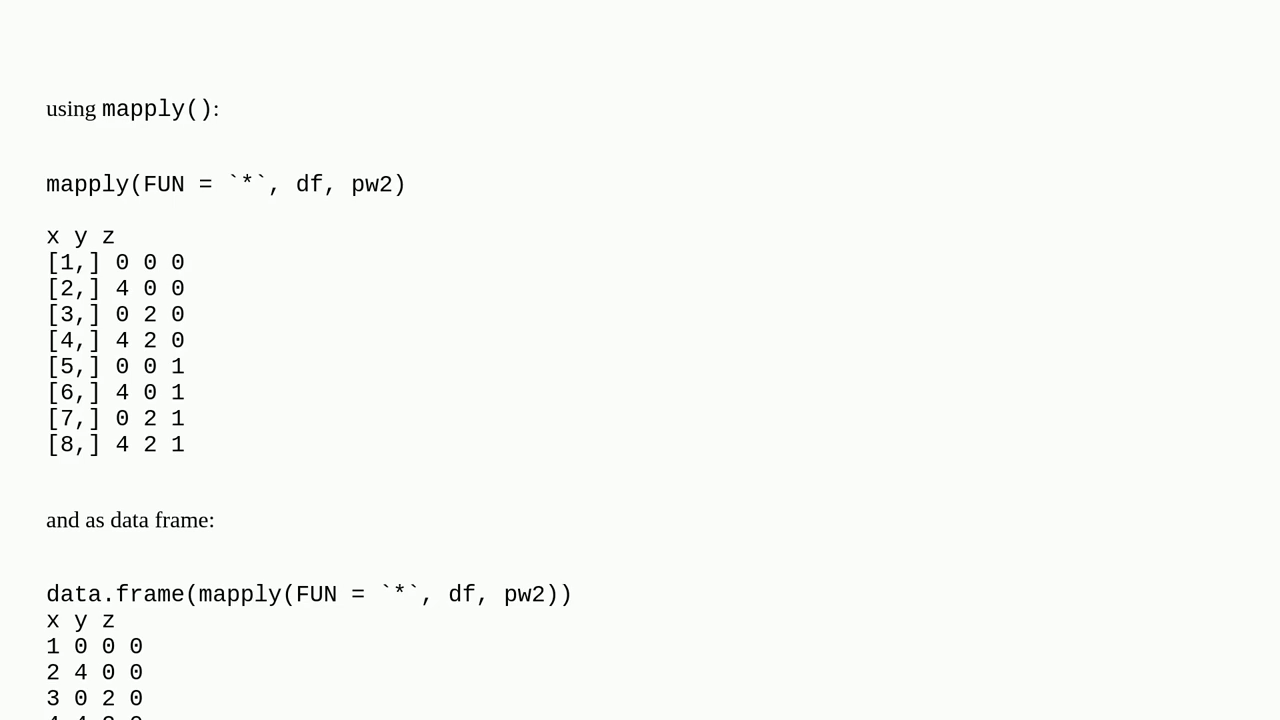 using mapply():
mapply(FUN = `*`, df, pw2)
x y z
[1,] 0 0 0
[2,] 4 0 0
[3,] 0 2 0
[4,] 4 2 0
[5,] 0 0 1
[6,] 4 0 1
[7,] 0 2 1
[8,] 4 2 1
and as data frame:
data.frame(mapply(FUN = `*`, df, pw2))
x y z
1 0 0 0
2 4 0 0
3 0 2 0